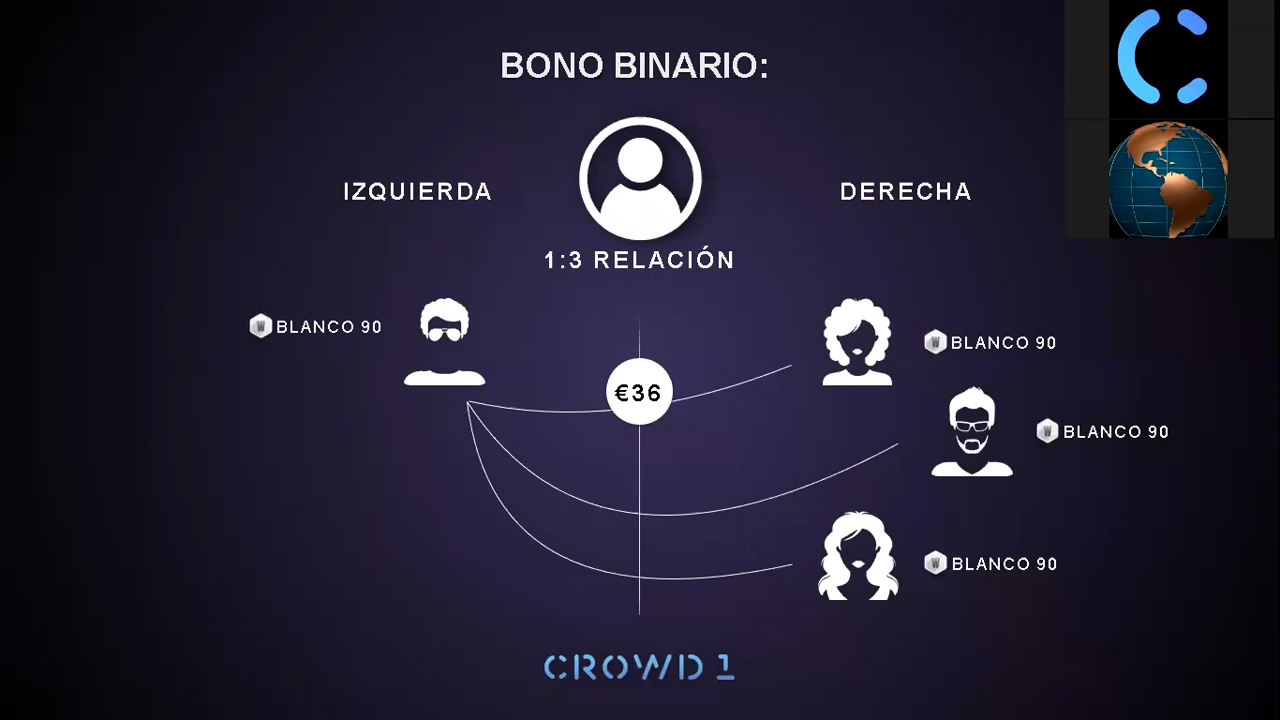 BONO BINARIO:
IZQUIERDA
DERECHA
1:3 RELACIÓN
W BLANCO 90
W BLANCO 90
€36
W BLANCO 90
W BLANCO 90
CROWD 1